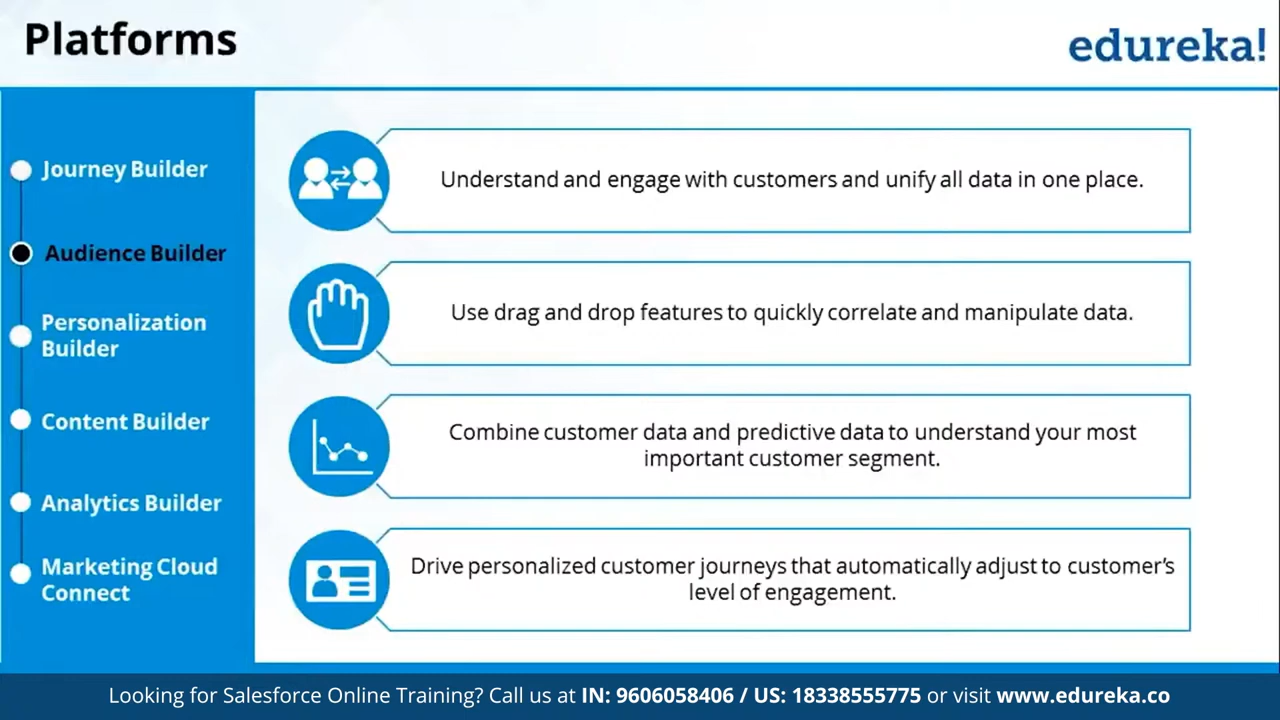 Platforms
edureka!
Journey Builder
Audience Builder
Personalization
Builder
Content Builder
Analytics Builder
Marketing Cloud
Connect
Understand and engage with customers and unify all data in one place.
Use drag and drop features to quickly correlate and manipulate data.
Combine customer data and predictive data to understand your most
important customer segment.
Drive personalized customer journeys that automatically adjust to customer’s
level of engagement.
Looking for Salesforce Online Training? Call us at IN: 9606058406 / US: 18338555775 or visit www.edureka.co